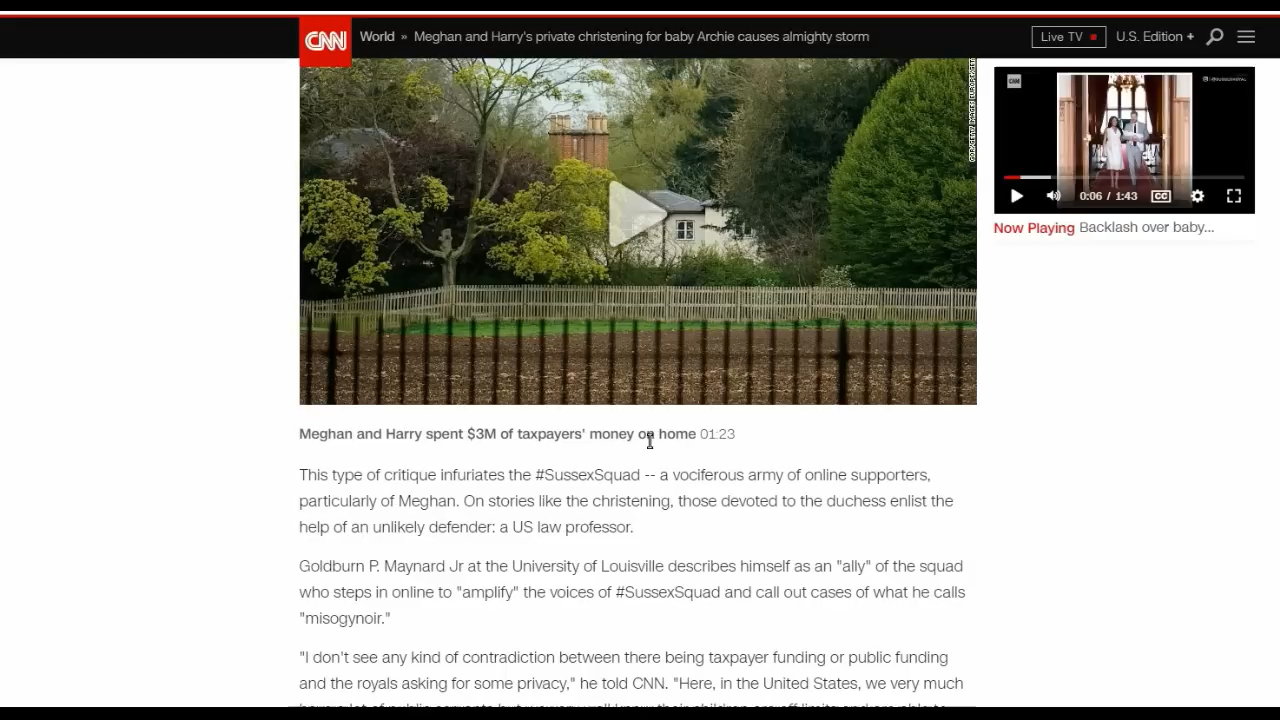 CNN World » Meghan and Harry's private christening for baby Archie causes almighty storm Live TV U.S. Edition +
CNN
0:06 / 1:43 CC
Now Playing Backlash over baby...
Meghan and Harry spent $3M of taxpayers' money on home 01:23
This type of critique infuriates the #SussexSquad -- a vociferous army of online supporters,
particularly of Meghan. On stories like the christening, those devoted to the duchess enlist the
help of an unlikely defender: a US law professor.
Goldburn P. Maynard Jr at the University of Louisville describes himself as an "ally" of the squad
who steps in online to "amplify" the voices of #SussexSquad and call out cases of what he calls
"misogynoir."
"I don't see any kind of contradiction between there being taxpayer funding or public funding
and the royals asking for some privacy," he told CNN. "Here, in the United States, we very much